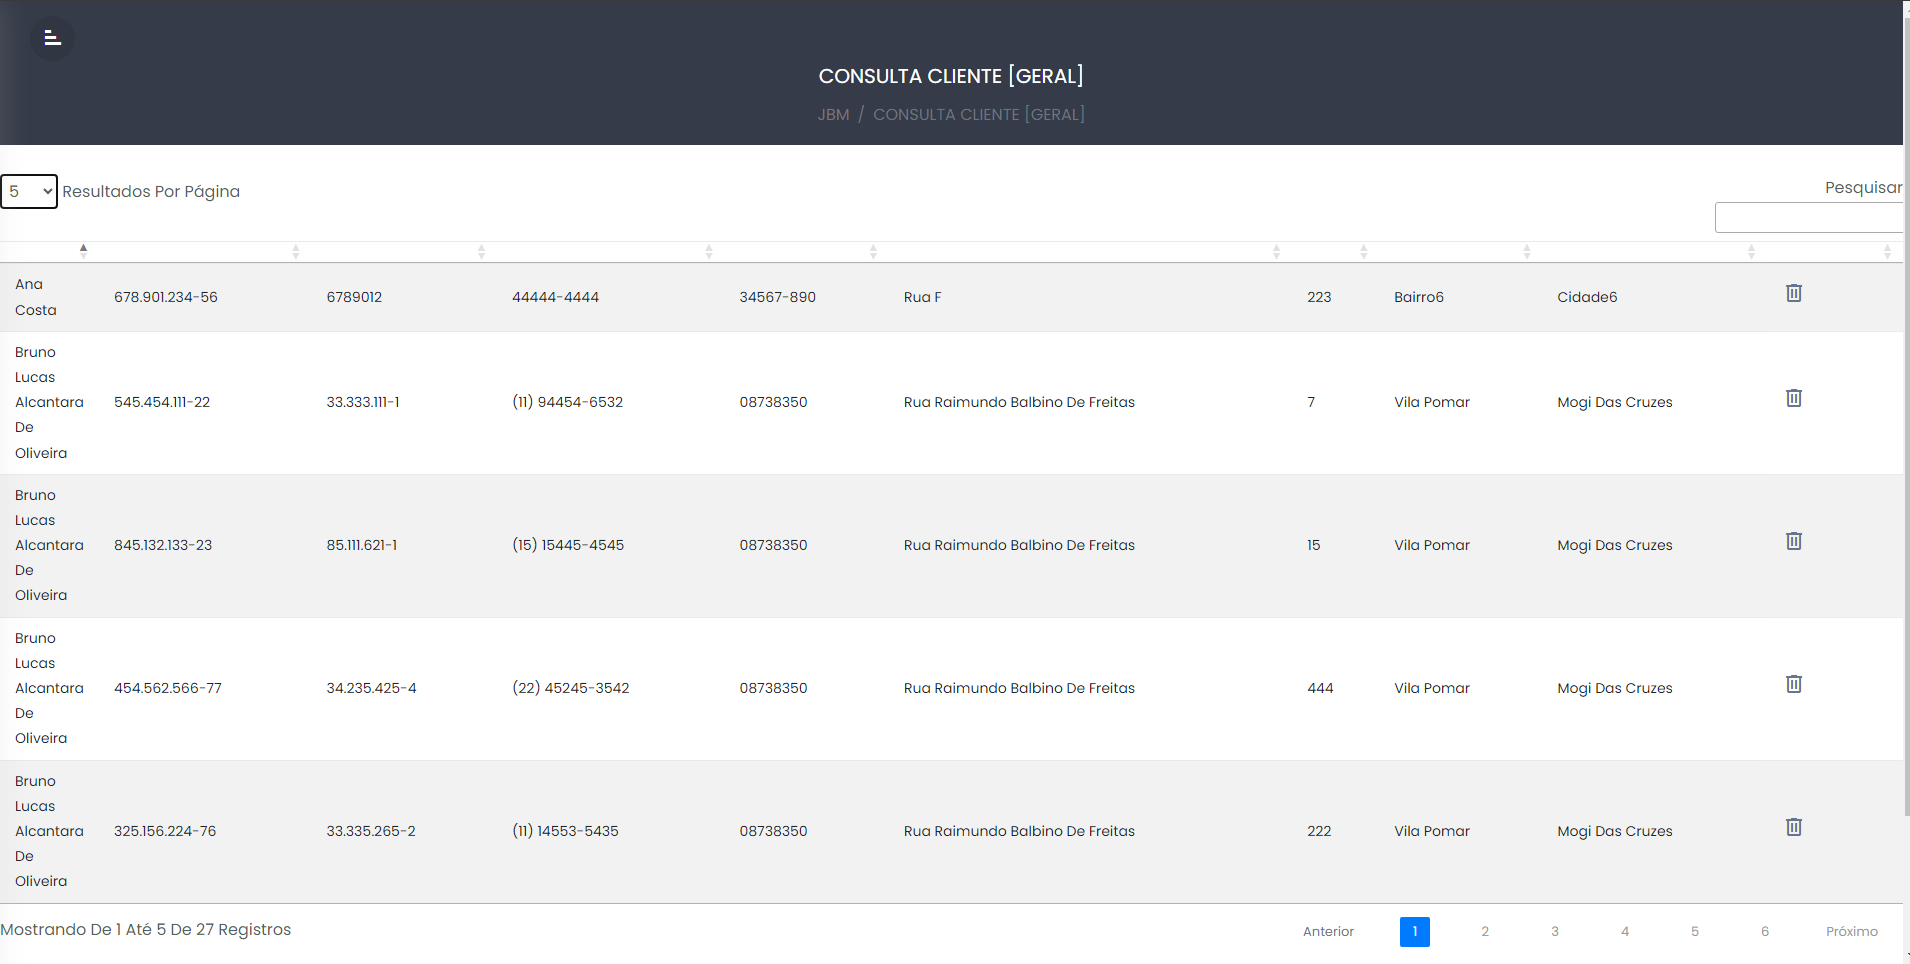 CONSULTA CLIENTE [GERAL]
JBM / CONSULTA CLIENTE [GERAL]
5 Resultados Por Página
Pesquisar
Ana
Costa
678.901.234-56 6789012 44444-4444 34567-890 Rua F 223 Bairro6 Cidade6
Bruno
Lucas
Alcantara
De
Oliveira
545.454.111-22 33.333.111-1 (11) 94454-6532 08738350 Rua Raimundo Balbino De Freitas 7 Vila Pomar Mogi Das Cruzes
Bruno
Lucas
Alcantara
De
Oliveira
845.132.133-23 85.111.621-1 (15) 15445-4545 08738350 Rua Raimundo Balbino De Freitas 15 Vila Pomar Mogi Das Cruzes
Bruno
Lucas
Alcantara
De
Oliveira
454.562.566-77 34.235.425-4 (22) 45245-3542 08738350 Rua Raimundo Balbino De Freitas 444 Vila Pomar Mogi Das Cruzes
Bruno
Lucas
Alcantara
De
Oliveira
325.156.224-76 33.335.265-2 (11) 14553-5435 08738350 Rua Raimundo Balbino De Freitas 222 Vila Pomar Mogi Das Cruzes
Mostrando De 1 Até 5 De 27 Registros
Anterior 1 2 3 4 5 6 Próximo